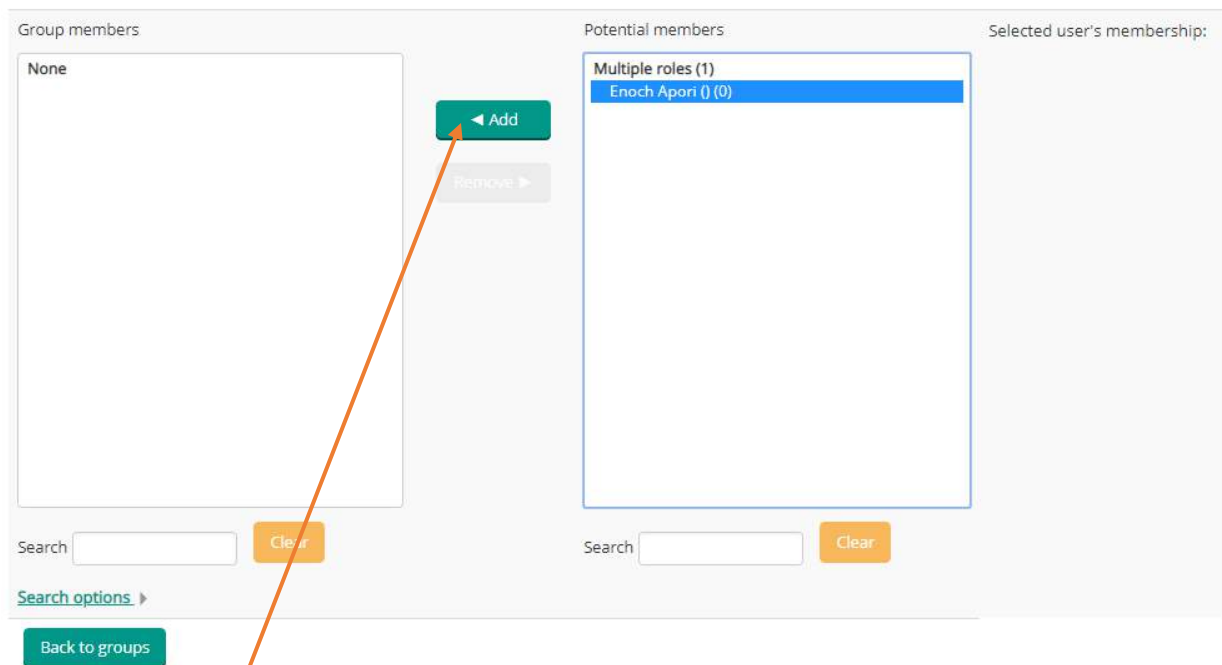 Group members
Potential members
Selected user's membership:
None
Multiple roles (1)
Enoch Apori () (0)
◄ Add
Remove ►
Search
Clear
Search
Clear
Search options
Back to groups